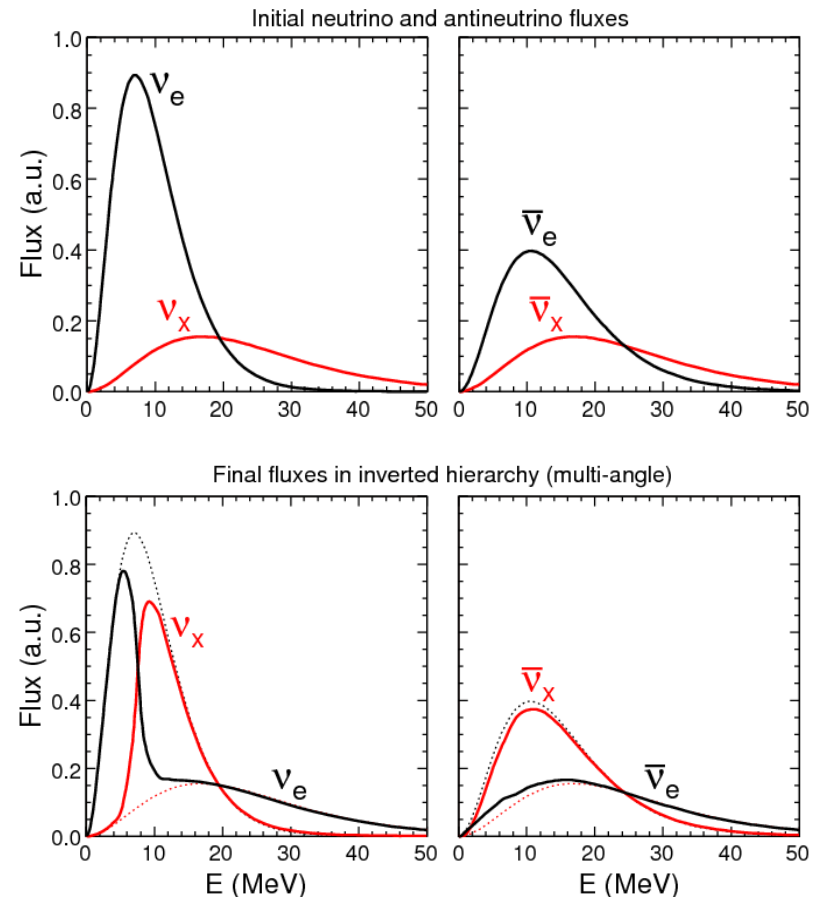 Initial neutrino and antineutrino fluxes
Flux (a.u.)
1.0
0.8
0.6
0.4
0.2
0.0
0 10 20 30 40 50
0 10 20 30 40 50
νe
νx
ν̅e
ν̅x
Final fluxes in inverted hierarchy (multi-angle)
Flux (a.u.)
1.0
0.8
0.6
0.4
0.2
0.0
0 10 20 30 40 50
0 10 20 30 40 50
νx
νe
ν̅x
ν̅e
E (MeV)
E (MeV)